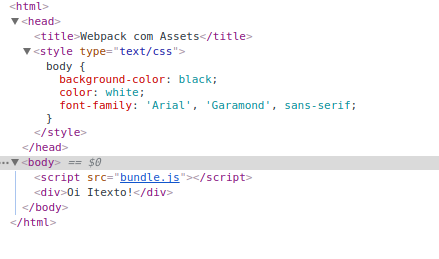 <html>
<head>
<title>Webpack com Assets</title>
<style type="text/css">
body {
background-color: black;
color: white;
font-family: 'Arial', 'Garamond', sans-serif;
}
</style>
</head>
<body> == $0
<script src="bundle.js"></script>
<div>Oi Itexto!</div>
</body>
</html>